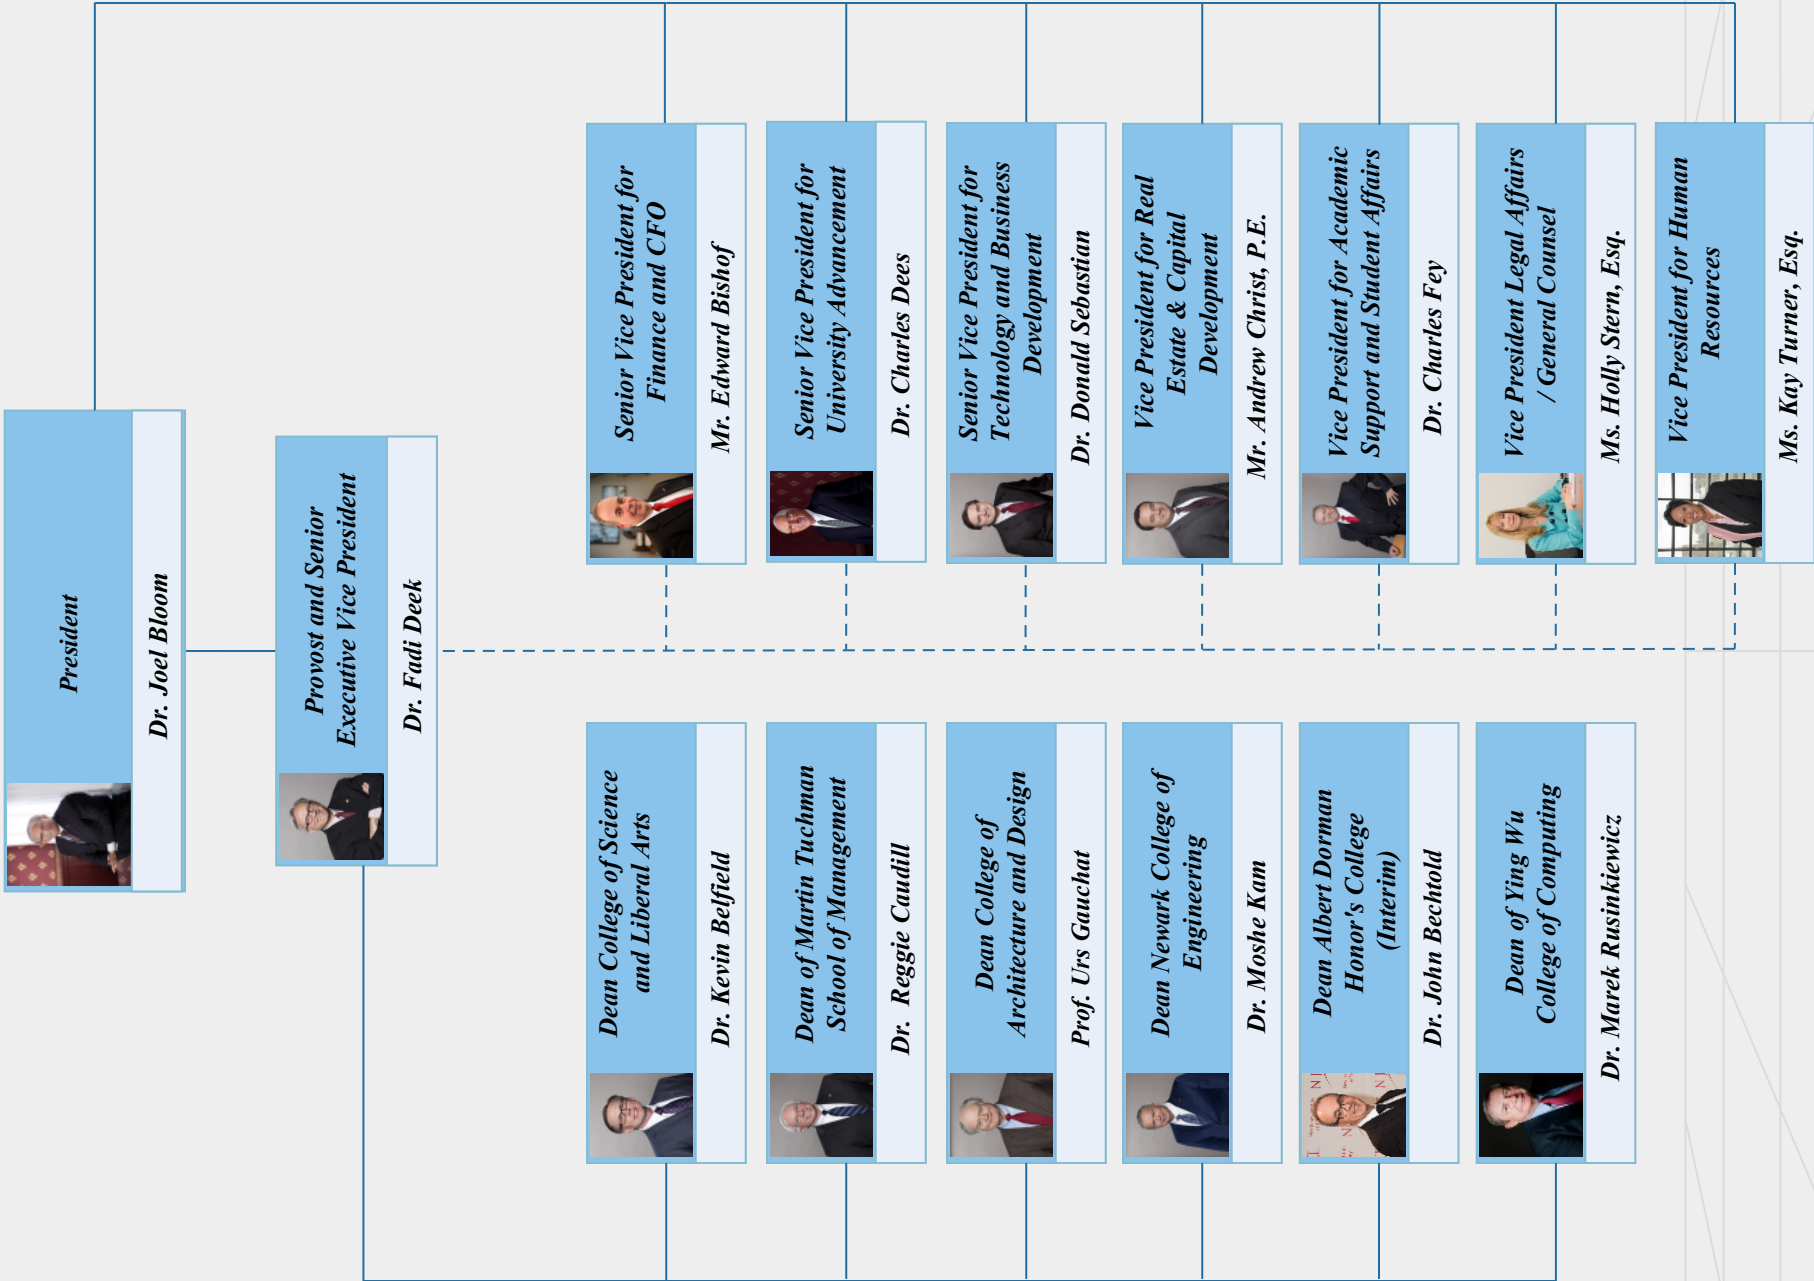 President
Dr. Joel Bloom
Provost and Senior
Executive Vice President
Dr. Fadi Deek
Dean College of Science
and Liberal Arts
Dr. Kevin Belfield
Senior Vice President for
Finance and CFO
Mr. Edward Bishof
Dean of Martin Tuchman
School of Management
Dr. Reggie Caudill
Senior Vice President for
University Advancement
Dr. Charles Dees
Dean College of
Architecture and Design
Prof. Urs Gauchat
Senior Vice President for
Technology and Business
Development
Dr. Donald Sebastian
Dean Newark College of
Engineering
Dr. Moshe Kam
Vice President for Real
Estate & Capital
Development
Mr. Andrew Christ, P.E.
Dean Albert Dorman
Honor's College
(Interim)
Dr. John Bechtold
Vice President for Academic
Support and Student Affairs
Dr. Charles Fey
Dean of Ying Wu
College of Computing
Dr. Marek Rusinkiewicz
Vice President Legal Affairs
/ General Counsel
Ms. Holly Stern, Esq.
Vice President for Human
Resources
Ms. Kay Turner, Esq.